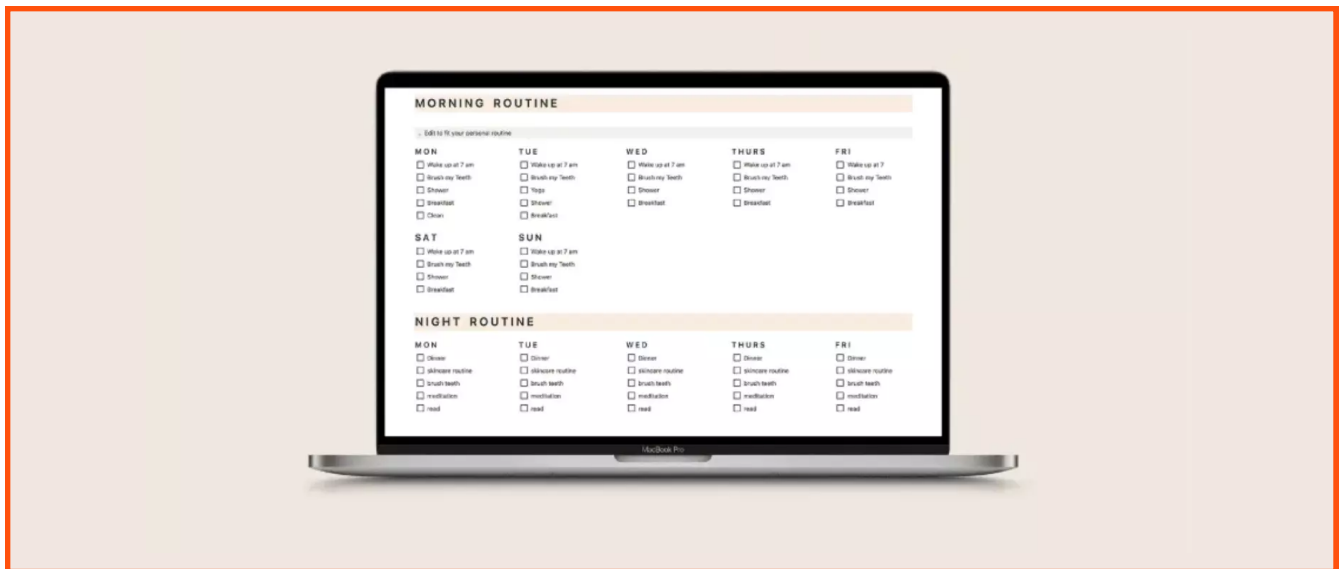 MORNING ROUTINE
Edit to fit your personal routine
MON TUE WED THURS FRI
Wake up at 7 am Wake up at 7 am Wake up at 7 am Wake up at 7 am Wake up at 7
Brush my Teeth Brush my Teeth Brush my Teeth Brush my Teeth Brush my Teeth
Shower Yoga Shower Shower Shower
Breakfast Shower Breakfast Breakfast Breakfast
Clean Breakfast
SAT SUN
Wake up at 7 am Wake up at 7 am
Brush my Teeth Brush my Teeth
Shower Shower
Breakfast Breakfast
NIGHT ROUTINE
MON TUE WED THURS FRI
Dinner Dinner Dinner Dinner Dinner
skincare routine skincare routine skincare routine skincare routine skincare routine
brush teeth brush teeth brush teeth brush teeth brush teeth
meditation meditation meditation meditation meditation
read read read read read
MacBook Pro